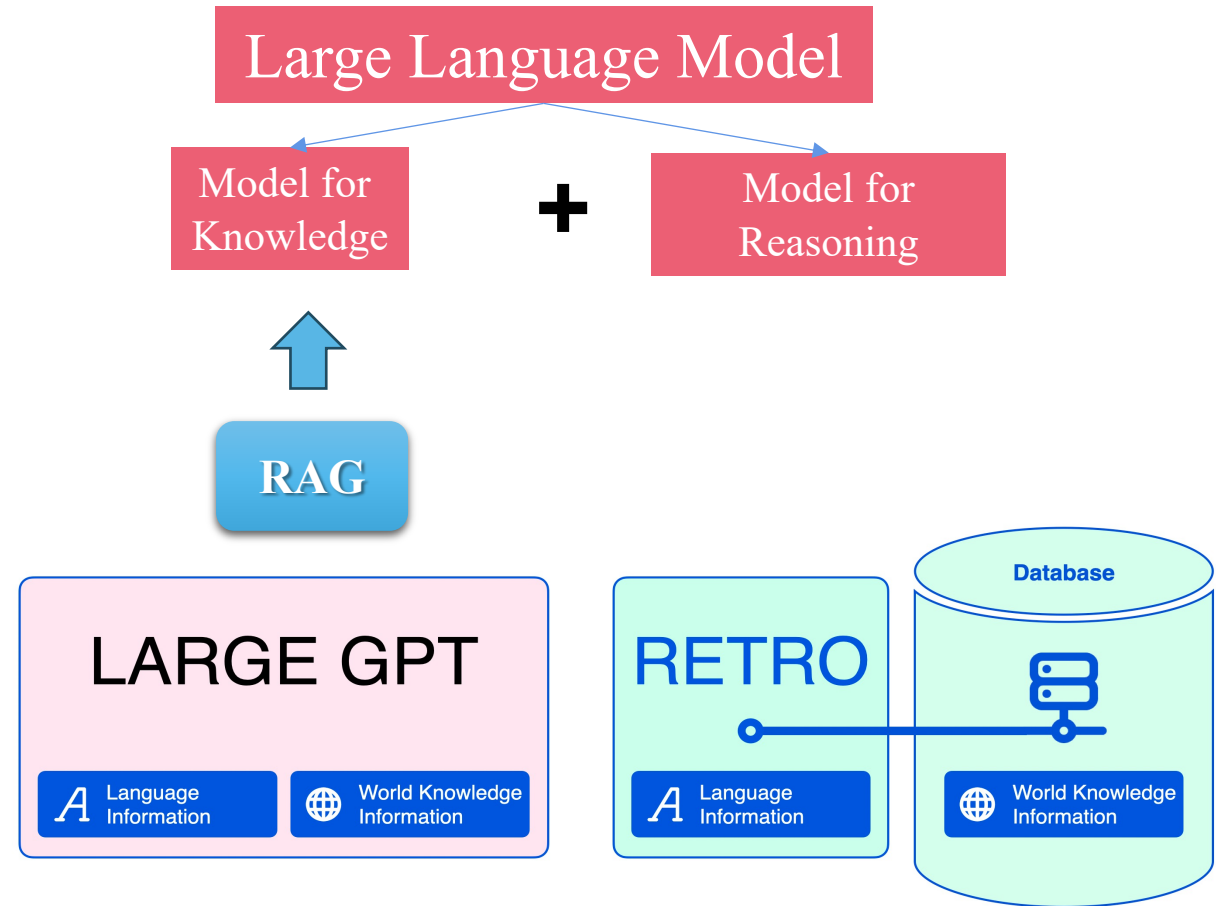 Large Language Model
Model for
Knowledge
+
Model for
Reasoning
RAG
Database
LARGE GPT
RETRO
A Language
Information
World Knowledge
Information
A Language
Information
World Knowledge
Information